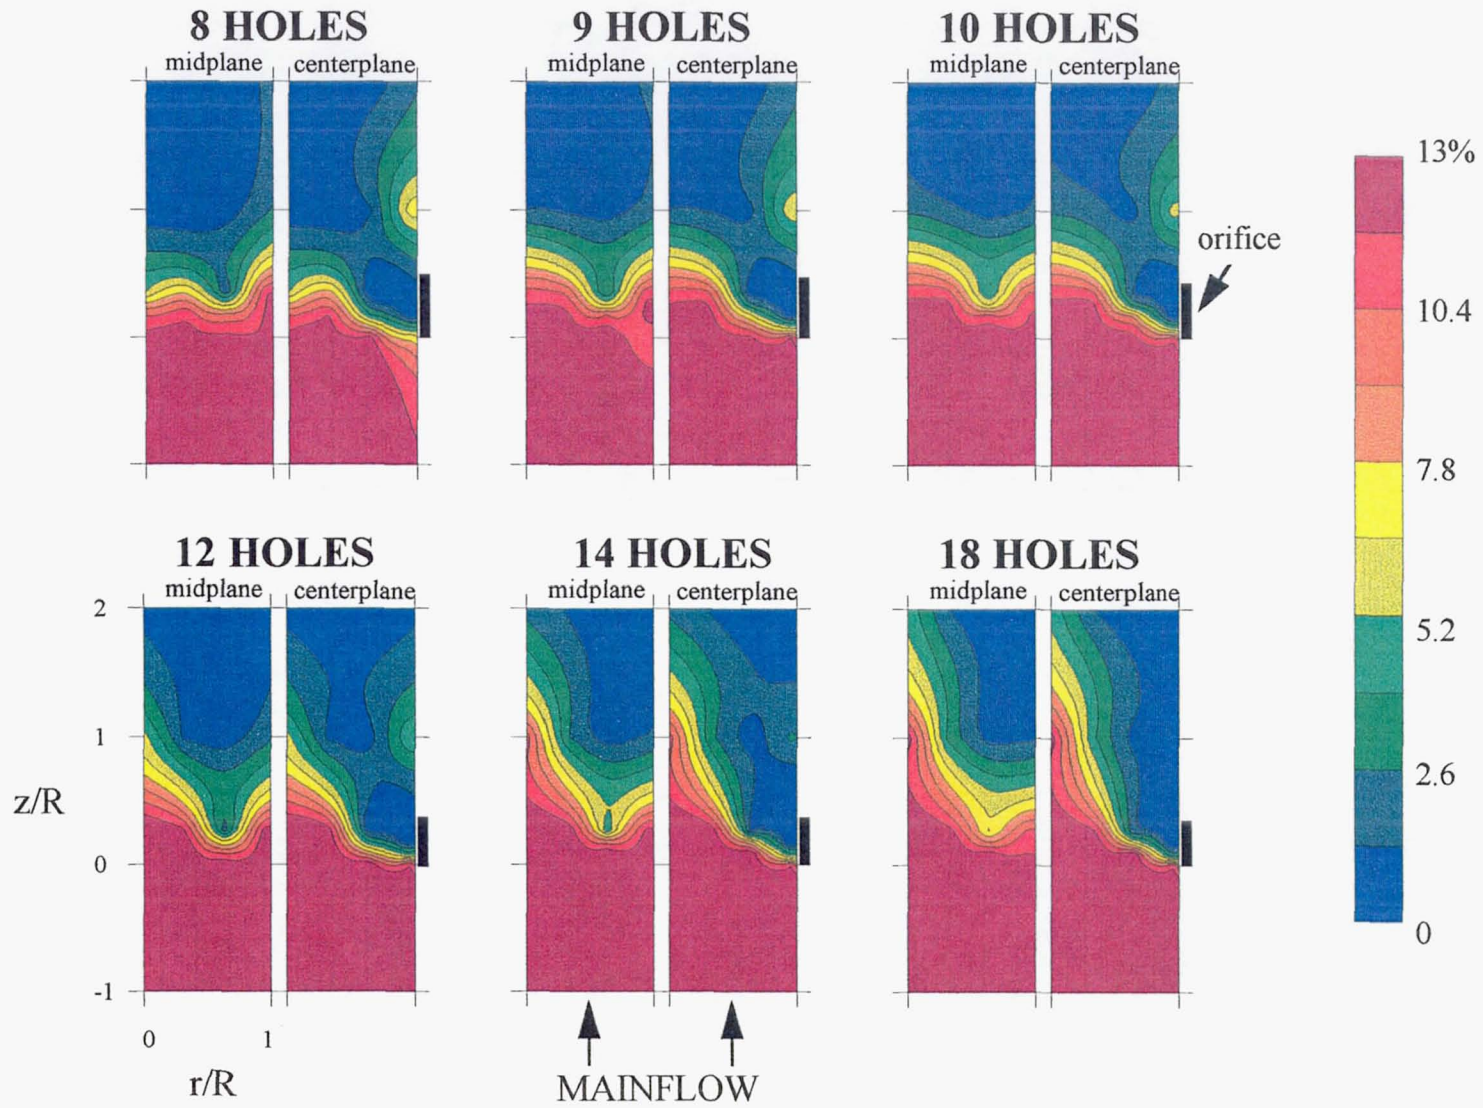 8 HOLES
midplane centerplane
9 HOLES
midplane centerplane
10 HOLES
midplane centerplane
orifice
13%
10.4
7.8
5.2
2.6
0
12 HOLES
midplane centerplane
14 HOLES
midplane centerplane
18 HOLES
midplane centerplane
2
1
z/R
0
-1
0 1
r/R
MAINFLOW